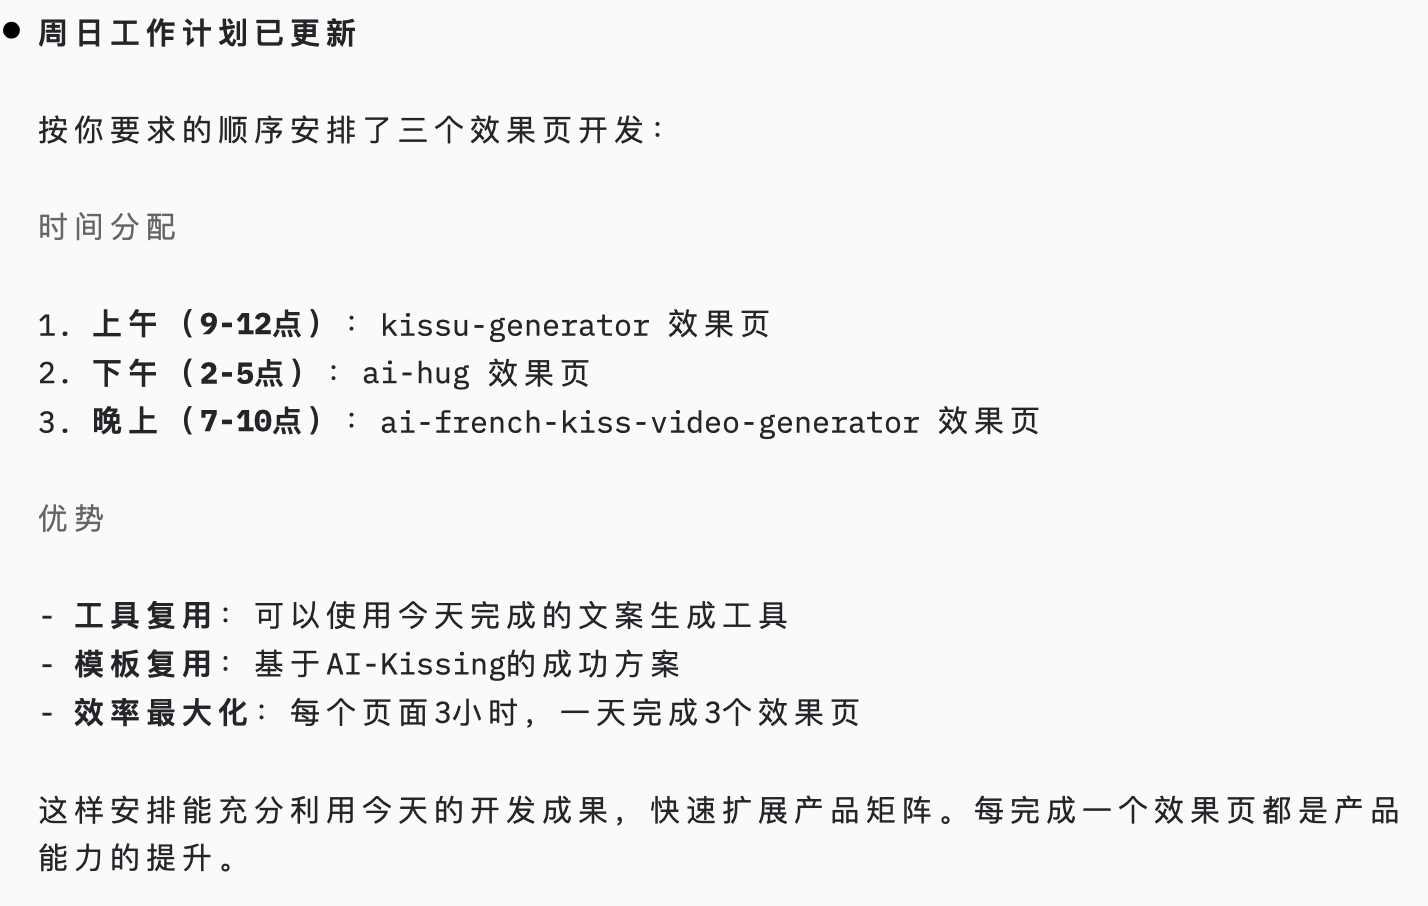 ● 周日工作计划已更新
按你要求的顺序安排了三个效果页开发：
时间分配
1. 上午（9-12点）：kissu-generator 效果页
2. 下午（2-5点）：ai-hug 效果页
3. 晚上（7-10点）：ai-french-kiss-video-generator 效果页
优势
- 工具复用：可以使用今天完成的文案生成工具
- 模板复用：基于AI-Kissing的成功方案
- 效率最大化：每个页面3小时，一天完成3个效果页
这样安排能充分利用今天的开发成果，快速扩展产品矩阵。每完成一个效果页都是产品
能力的提升。